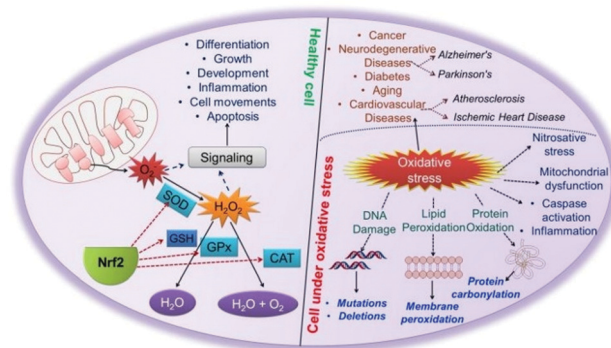 • Differentiation
• Growth
• Development
• Inflammation
• Cell movements
• Apoptosis
Signaling
O₂
SOD
H₂O₂
GSH
GPx
CAT
Nrf2
H₂O
H₂O + O₂
Healthy cell
Cell under oxidative stress
• Cancer
• Neurodegenerative
Diseases
Alzheimer's
Parkinson's
• Diabetes
• Aging
• Cardiovascular
Diseases
Atherosclerosis
Ischemic Heart Disease
Oxidative
stress
Nitrosative
stress
Mitochondrial
dysfunction
• Caspase
activation
• Inflammation
DNA
Damage
Lipid
Peroxidation
Protein
Oxidation
• Mutations
• Deletions
Membrane
peroxidation
Protein
carbonylation